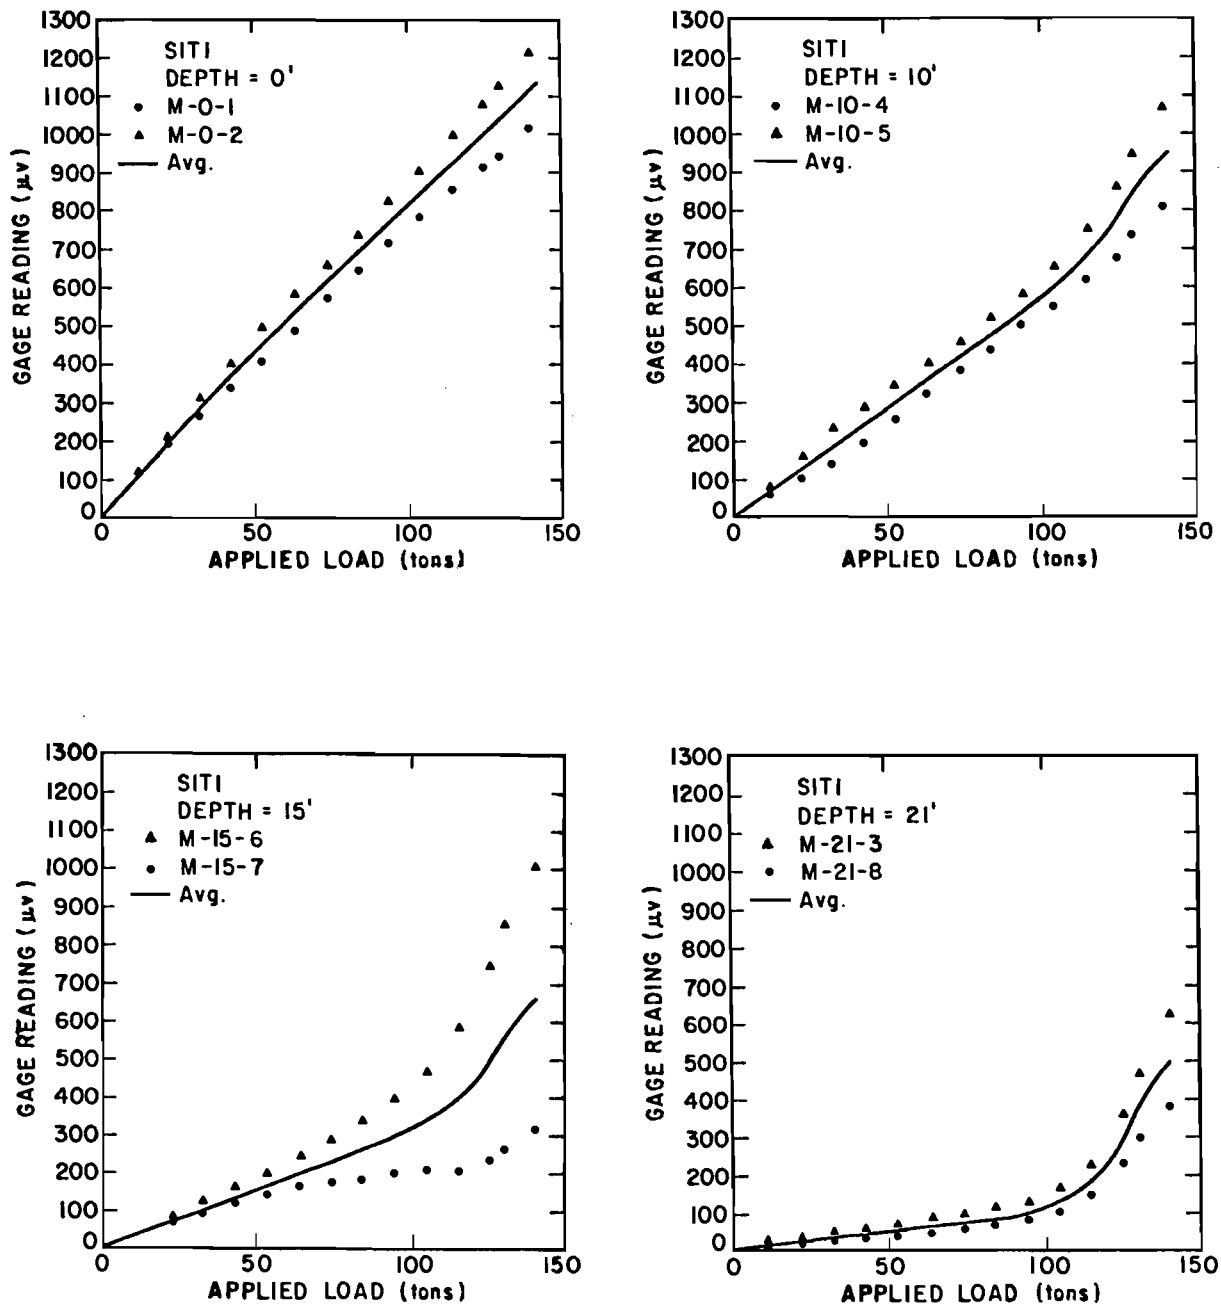 1300
1200
1100
1000
900
800
700
600
500
400
300
200
100
0
GAGE READING (μv)
SIT1
DEPTH = 0'
M-0-1
M-0-2
Avg.
0 50 100 150
APPLIED LOAD (tons)
1300
1200
1100
1000
900
800
700
600
500
400
300
200
100
0
GAGE READING (μv)
SIT1
DEPTH = 10'
M-10-4
M-10-5
Avg.
0 50 100 150
APPLIED LOAD (tons)
1300
1200
1100
1000
900
800
700
600
500
400
300
200
100
0
GAGE READING (μv)
SIT1
DEPTH = 15'
M-15-6
M-15-7
Avg.
0 50 100 150
APPLIED LOAD (tons)
1300
1200
1100
1000
900
800
700
600
500
400
300
200
100
0
GAGE READING (μv)
SIT1
DEPTH = 21'
M-21-3
M-21-8
Avg.
0 50 100 150
APPLIED LOAD (tons)